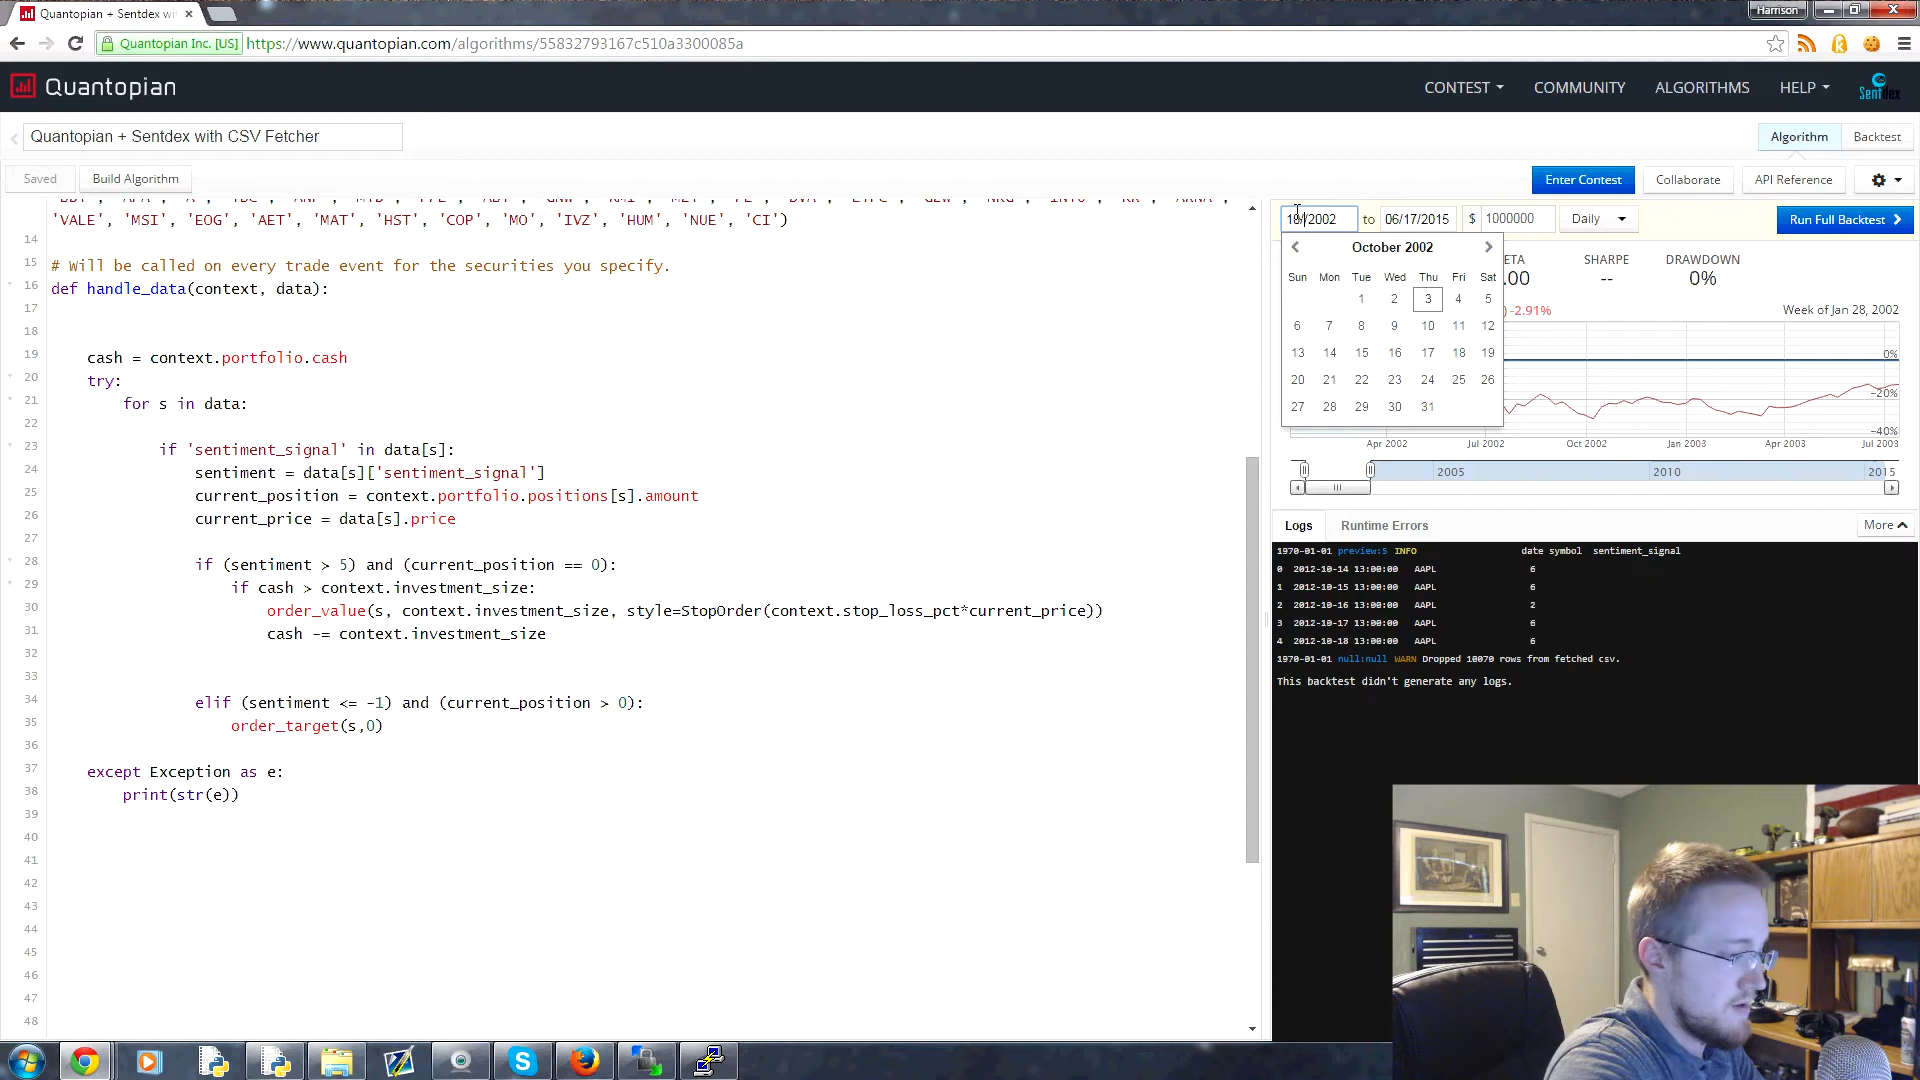 Quantopian + Sentdex wit
Harrison
Quantopian Inc. [US]
https://www.quantopian.com/algorithms/55832793167c510a3300085a
Quantopian
CONTEST
COMMUNITY
ALGORITHMS
HELP
Sentdex
Quantopian + Sentdex with CSV Fetcher
Algorithm
Backtest
Saved
Build Algorithm
Enter Contest
Collaborate
API Reference
'VALE', 'MSI', 'EOG', 'AET', 'MAT', 'HST', 'COP', 'MO', 'IVZ', 'HUM', 'NUE', 'CI')
14
15 # Will be called on every trade event for the securities you specify.
16 def handle_data(context, data):
17
18
19 cash = context.portfolio.cash
20 try:
21 for s in data:
22
23 if 'sentiment_signal' in data[s]:
24 sentiment = data[s]['sentiment_signal']
25 current_position = context.portfolio.positions[s].amount
26 current_price = data[s].price
27
28 if (sentiment > 5) and (current_position == 0):
29 if cash > context.investment_size:
30 order_value(s, context.investment_size, style=StopOrder(context.stop_loss_pct*current_price))
31 cash -= context.investment_size
32
33
34 elif (sentiment <= -1) and (current_position > 0):
35 order_target(s,0)
36
37 except Exception as e:
38 print(str(e))
39
40
41
42
43
44
45
46
47
48
/2002 to 06/17/2015 $ 1000000 Daily
Run Full Backtest
October 2002
Sun Mon Tue Wed Thu Fri Sat
1 2 3 4 5
6 7 8 9 10 11 12
13 14 15 16 17 18 19
20 21 22 23 24 25 26
27 28 29 30 31
ETA SHARPE DRAWDOWN
.00 -- 0%
-2.91% Week of Jan 28, 2002
0%
-20%
-40%
Apr 2002 Jul 2002 Oct 2002 Jan 2003 Apr 2003 Jul 2003
2005 2010 2015
Logs
Runtime Errors
More
1970-01-01 preview:5 INFO date symbol sentiment_signal
0 2012-10-14 13:00:00 AAPL 6
1 2012-10-15 13:00:00 AAPL 6
2 2012-10-16 13:00:00 AAPL 2
3 2012-10-17 13:00:00 AAPL 6
4 2012-10-18 13:00:00 AAPL 6
1970-01-01 null:null WARN Dropped 10070 rows from fetched csv.
This backtest didn't generate any logs.